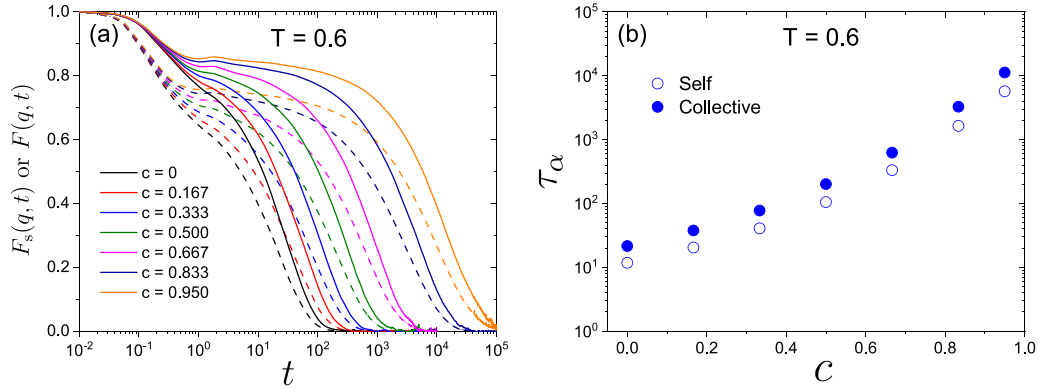 (a)
T = 0.6
F_s(q, t) or F(q, t)
1.0
0.8
0.6
0.4
0.2
0.0
c = 0
c = 0.167
c = 0.333
c = 0.500
c = 0.667
c = 0.833
c = 0.950
10^-2 10^-1 10^0 10^1 10^2 10^3 10^4 10^5
t
(b)
T = 0.6
Self
Collective
τ_α
10^5
10^4
10^3
10^2
10^1
10^0
0.0 0.2 0.4 0.6 0.8 1.0
c